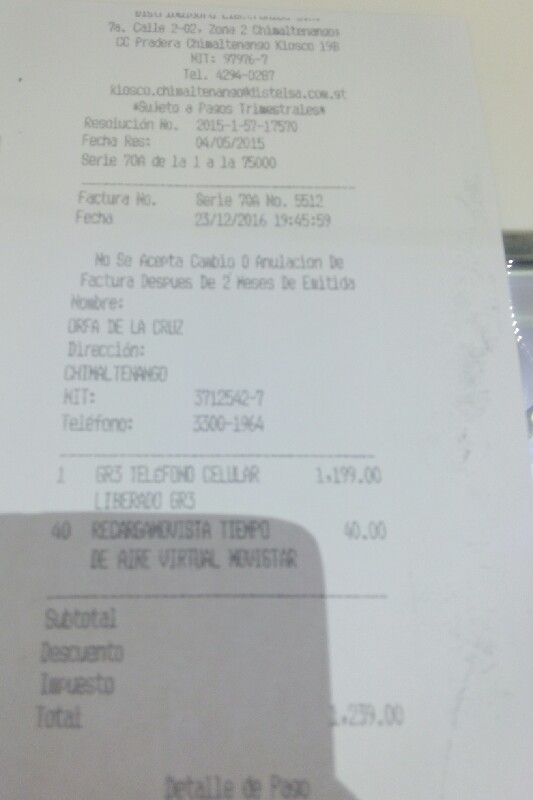 Distribuidora Electronica
7a. Calle 2-02, Zona 2 Chimaltenangos
CC Pradera Chimaltenango Kiosco 19B
NIT: 97976-7
Tel. 4294-0287
kiosco.chimaltenango@distelsa.com.gt
*Sujeto a Pagos Trimestrales*
Resolución No. 2015-1-57-17570
Fecha Res: 04/05/2015
Serie 70A de la 1 a la 75000
Factura No. Serie 70A No. 5512
Fecha 23/12/2016 19:45:59
No Se Acepta Cambio O Anulacion De
Factura Despues De 2 Meses De Emitida
Nombre:
ORFA DE LA CRUZ
Dirección:
CHIMALTENANGO
NIT: 3712542-7
Teléfono: 3300-1964
1 GR3 TELéFONO CELULAR 1,199.00
LIBERADO GR3
40 RECARGAMOVISTA TIEMPO 40.00
DE AIRE VIRTUAL MOVISTAR
Subtotal
Descuento
Impuesto
Total 1,239.00
Detalle de Pago